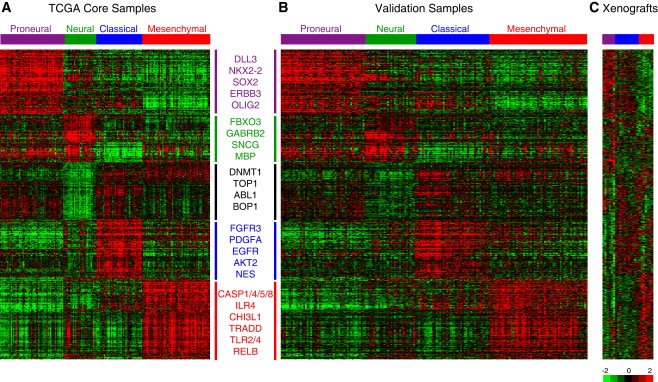 A TCGA Core Samples B Validation Samples C Xenografts
Proneural Neural Classical Mesenchymal Proneural Neural Classical Mesenchymal
DLL3
NKX2-2
SOX2
ERBB3
OLIG2
FBXO3
GABRB2
SNCG
MBP
DNMT1
TOP1
ABL1
BOP1
FGFR3
PDGFA
EGFR
AKT2
NES
CASP1/4/5/8
ILR4
CHI3L1
TRADD
TLR2/4
RELB
-2 0 2